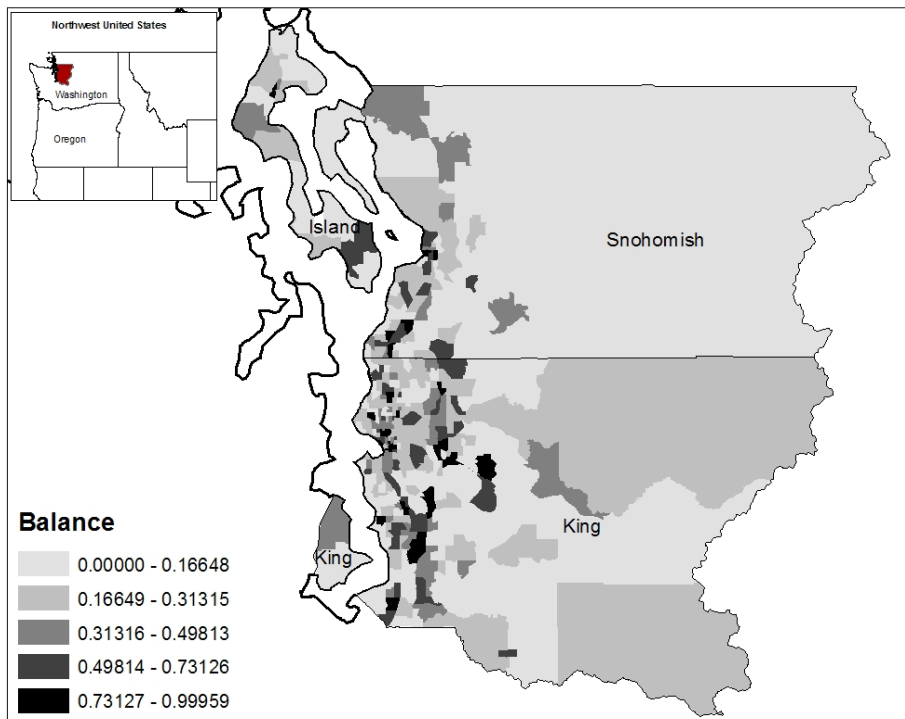 Northwest United States
Washington
Oregon
Island
Snohomish
King
King
Balance
0.00000 - 0.16648
0.16649 - 0.31315
0.31316 - 0.49813
0.49814 - 0.73126
0.73127 - 0.99959